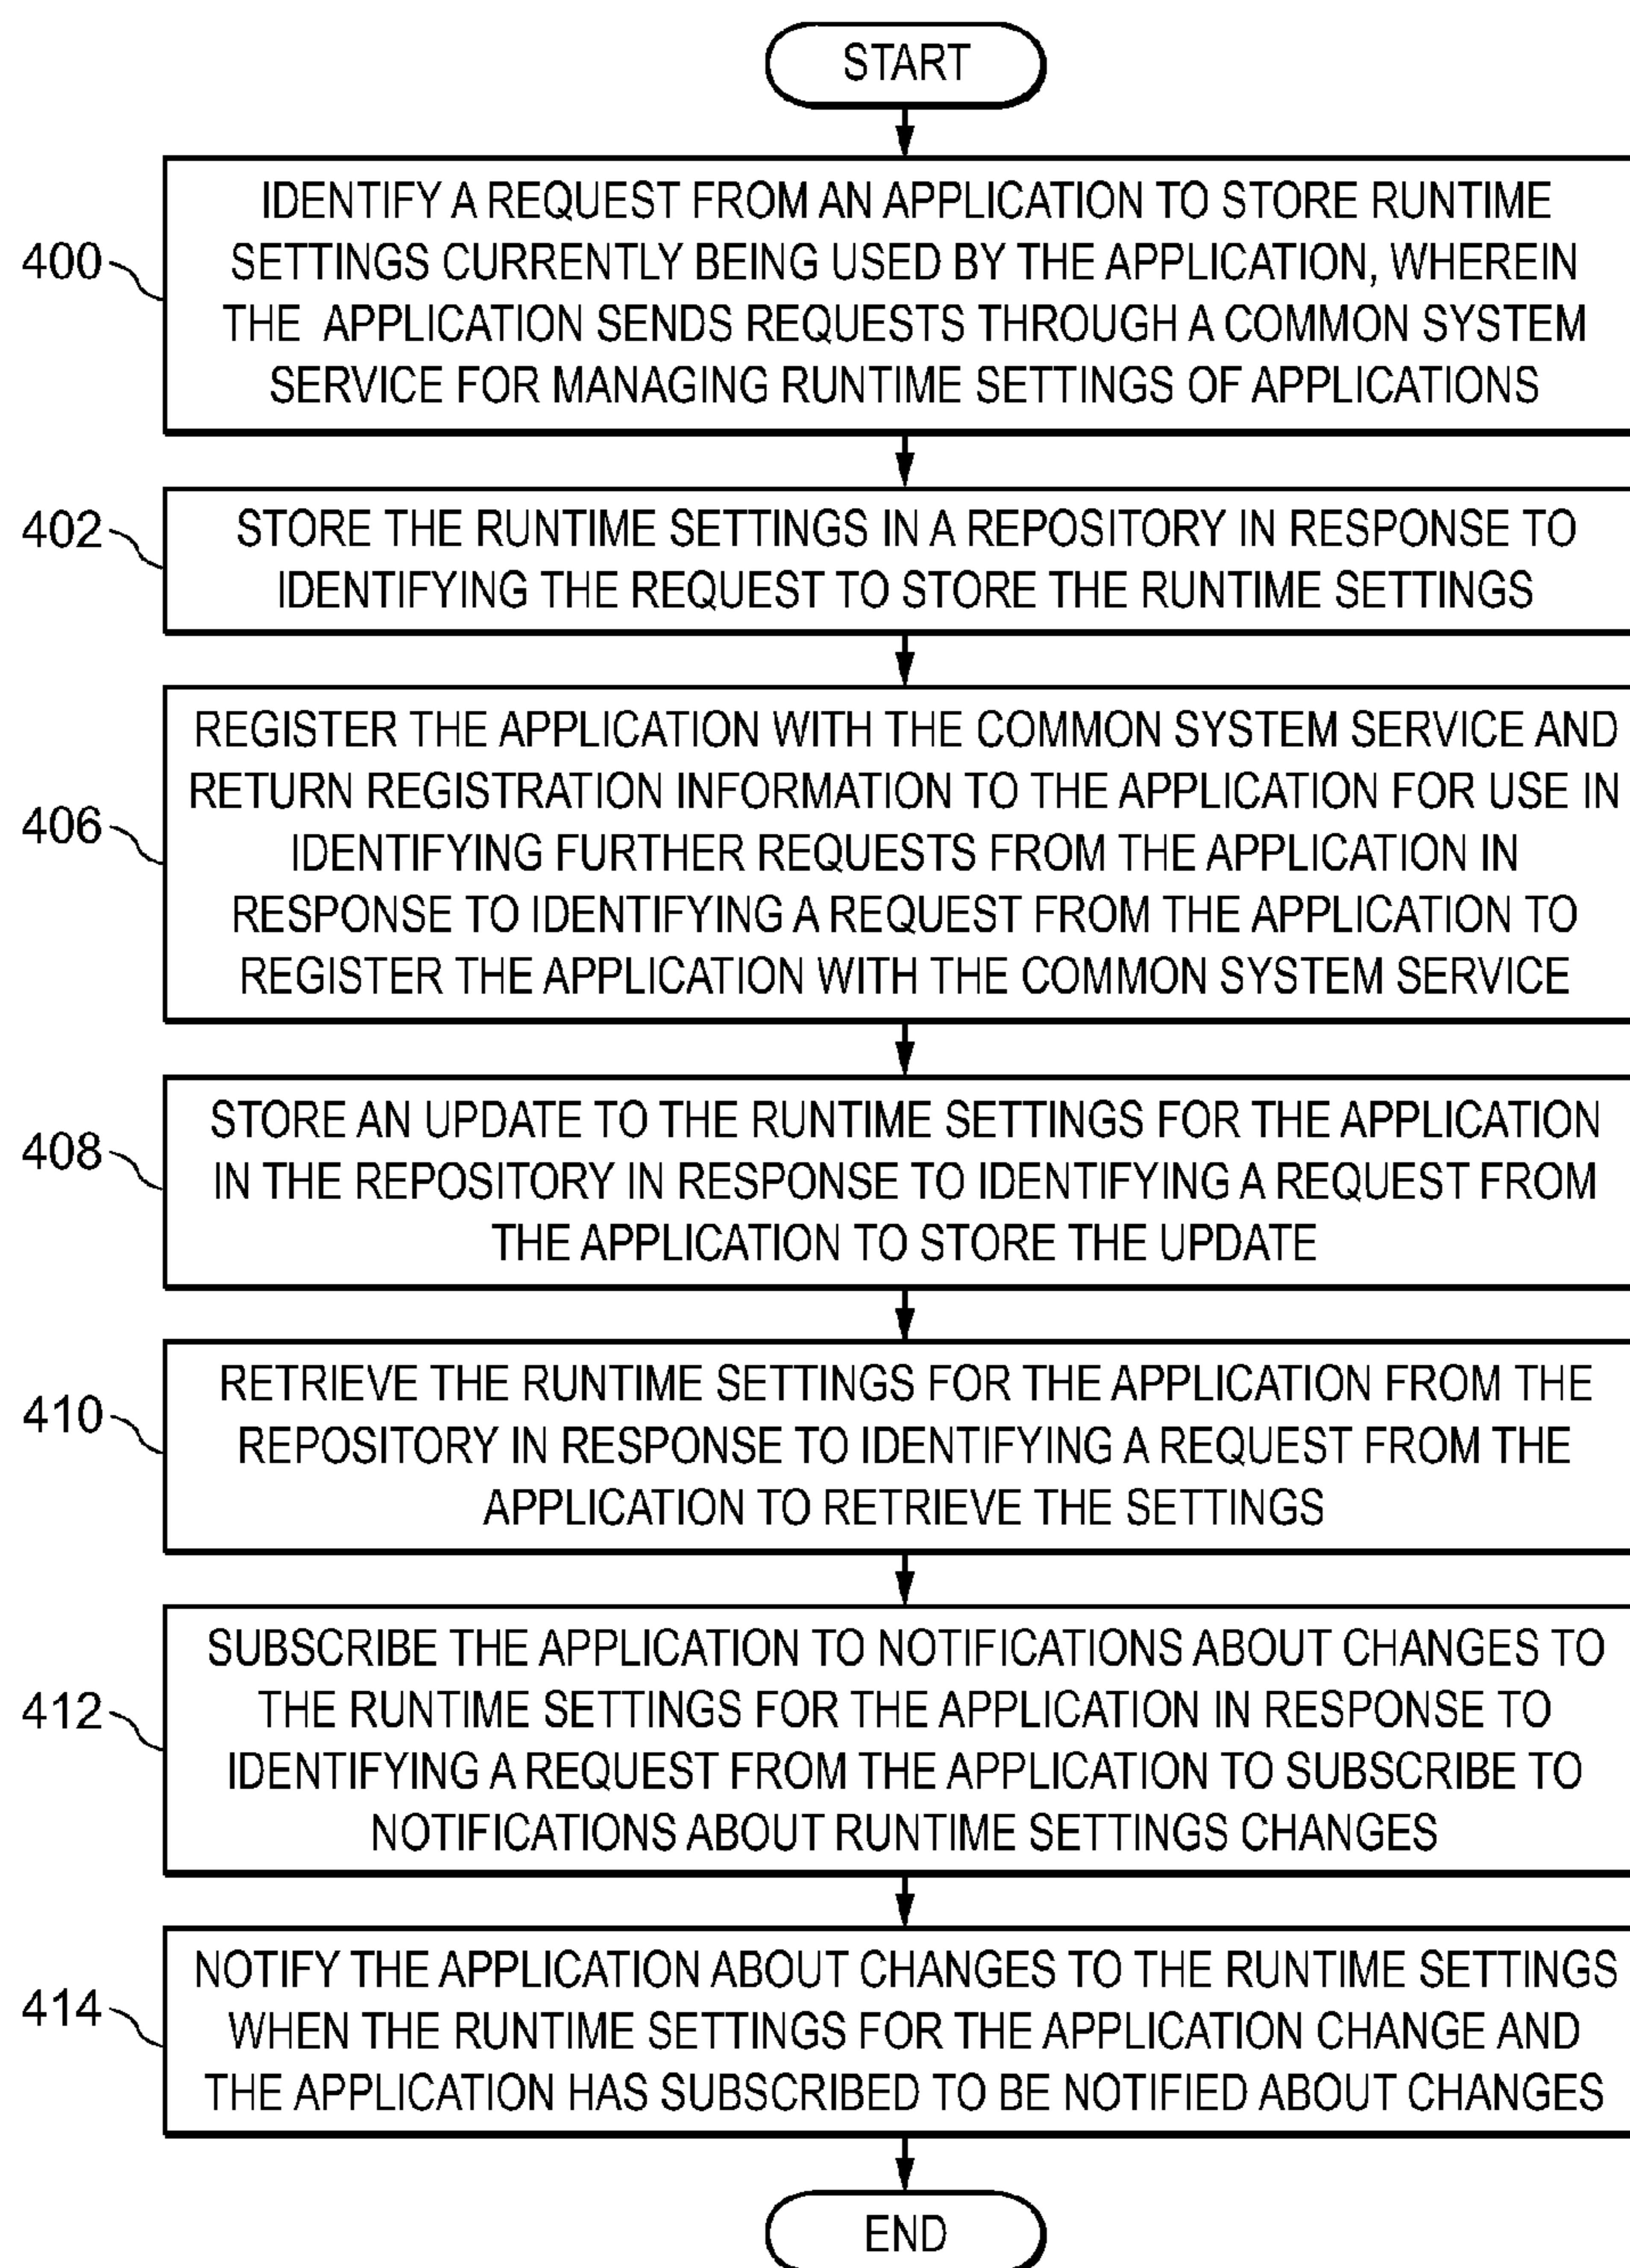 START
400
IDENTIFY A REQUEST FROM AN APPLICATION TO STORE RUNTIME
SETTINGS CURRENTLY BEING USED BY THE APPLICATION, WHEREIN
THE APPLICATION SENDS REQUESTS THROUGH A COMMON SYSTEM
SERVICE FOR MANAGING RUNTIME SETTINGS OF APPLICATIONS
402
STORE THE RUNTIME SETTINGS IN A REPOSITORY IN RESPONSE TO
IDENTIFYING THE REQUEST TO STORE THE RUNTIME SETTINGS
406
REGISTER THE APPLICATION WITH THE COMMON SYSTEM SERVICE AND
RETURN REGISTRATION INFORMATION TO THE APPLICATION FOR USE IN
IDENTIFYING FURTHER REQUESTS FROM THE APPLICATION IN
RESPONSE TO IDENTIFYING A REQUEST FROM THE APPLICATION TO
REGISTER THE APPLICATION WITH THE COMMON SYSTEM SERVICE
408
STORE AN UPDATE TO THE RUNTIME SETTINGS FOR THE APPLICATION
IN THE REPOSITORY IN RESPONSE TO IDENTIFYING A REQUEST FROM
THE APPLICATION TO STORE THE UPDATE
410
RETRIEVE THE RUNTIME SETTINGS FOR THE APPLICATION FROM THE
REPOSITORY IN RESPONSE TO IDENTIFYING A REQUEST FROM THE
APPLICATION TO RETRIEVE THE SETTINGS
412
SUBSCRIBE THE APPLICATION TO NOTIFICATIONS ABOUT CHANGES TO
THE RUNTIME SETTINGS FOR THE APPLICATION IN RESPONSE TO
IDENTIFYING A REQUEST FROM THE APPLICATION TO SUBSCRIBE TO
NOTIFICATIONS ABOUT RUNTIME SETTINGS CHANGES
414
NOTIFY THE APPLICATION ABOUT CHANGES TO THE RUNTIME SETTINGS
WHEN THE RUNTIME SETTINGS FOR THE APPLICATION CHANGE AND
THE APPLICATION HAS SUBSCRIBED TO BE NOTIFIED ABOUT CHANGES
END